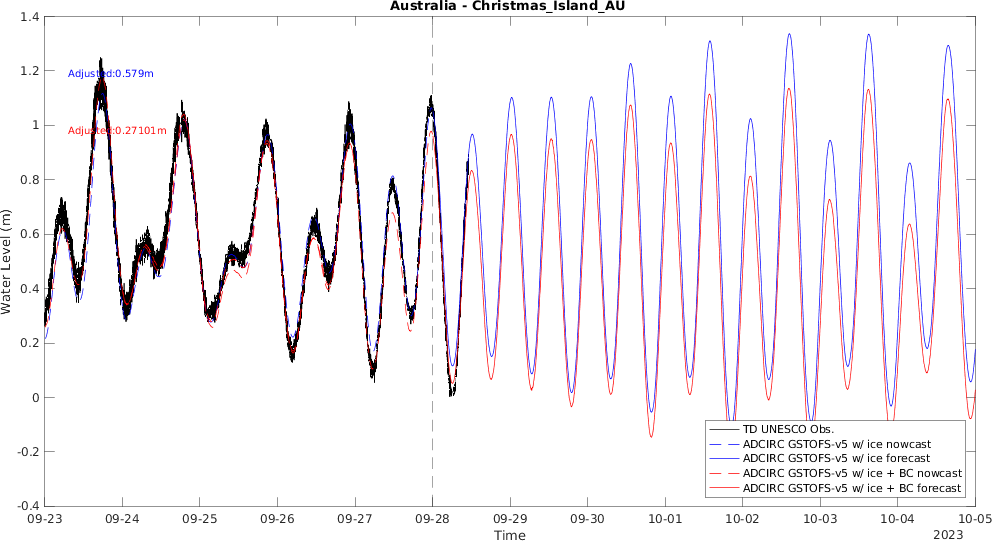 Australia - Christmas_Island_AU
1.4
1.2
1
0.8
0.6
0.4
0.2
0
-0.2
-0.4
Water Level (m)
Adjusted:0.579m
Adjusted:0.27101m
TD UNESCO Obs.
ADCIRC GSTOFS-v5 w/ ice nowcast
ADCIRC GSTOFS-v5 w/ ice forecast
ADCIRC GSTOFS-v5 w/ ice + BC nowcast
ADCIRC GSTOFS-v5 w/ ice + BC forecast
09-23 09-24 09-25 09-26 09-27 09-28 09-29 09-30 10-01 10-02 10-03 10-04 10-05
Time
2023